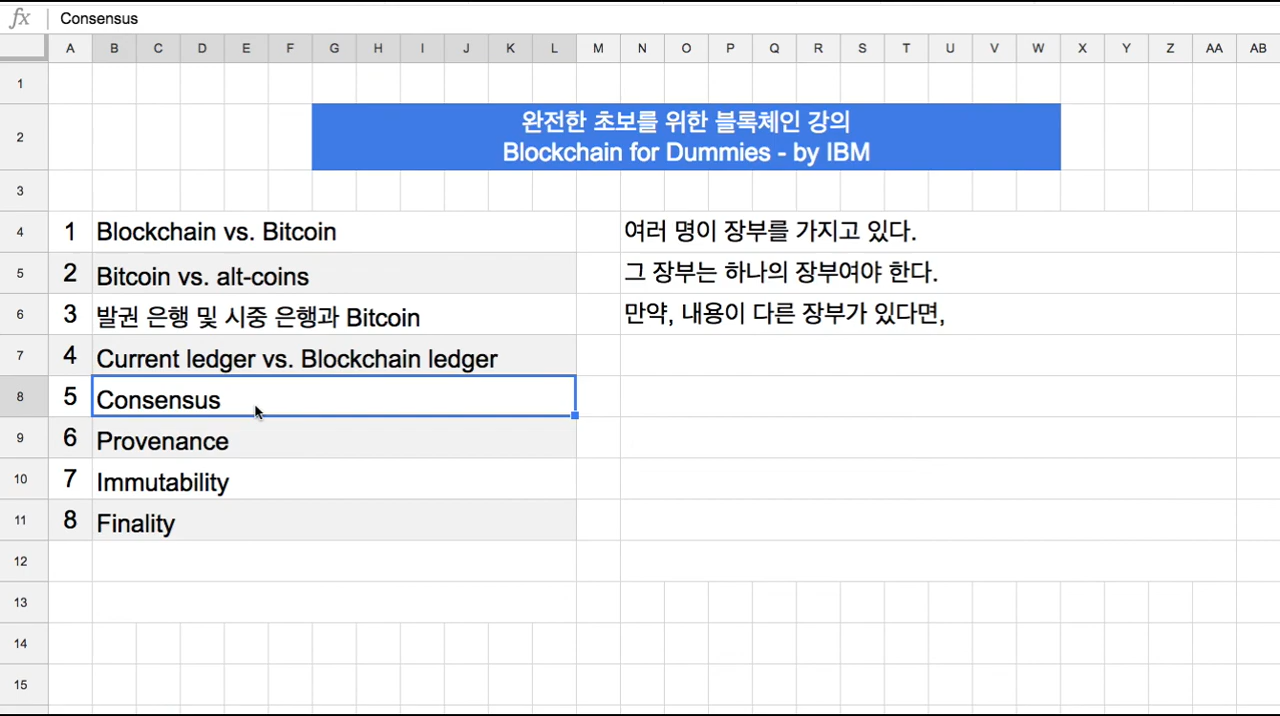 fx Consensus
A B C D E F G H I J K L M N O P Q R S T U V W X Y Z AA AB
1
2 완전한 초보를 위한 블록체인 강의
Blockchain for Dummies - by IBM
3
4 1 Blockchain vs. Bitcoin 여러 명이 장부를 가지고 있다.
5 2 Bitcoin vs. alt-coins 그 장부는 하나의 장부여야 한다.
6 3 발권 은행 및 시중 은행과 Bitcoin 만약, 내용이 다른 장부가 있다면,
7 4 Current ledger vs. Blockchain ledger
8 5 Consensus
9 6 Provenance
10 7 Immutability
11 8 Finality
12
13
14
15